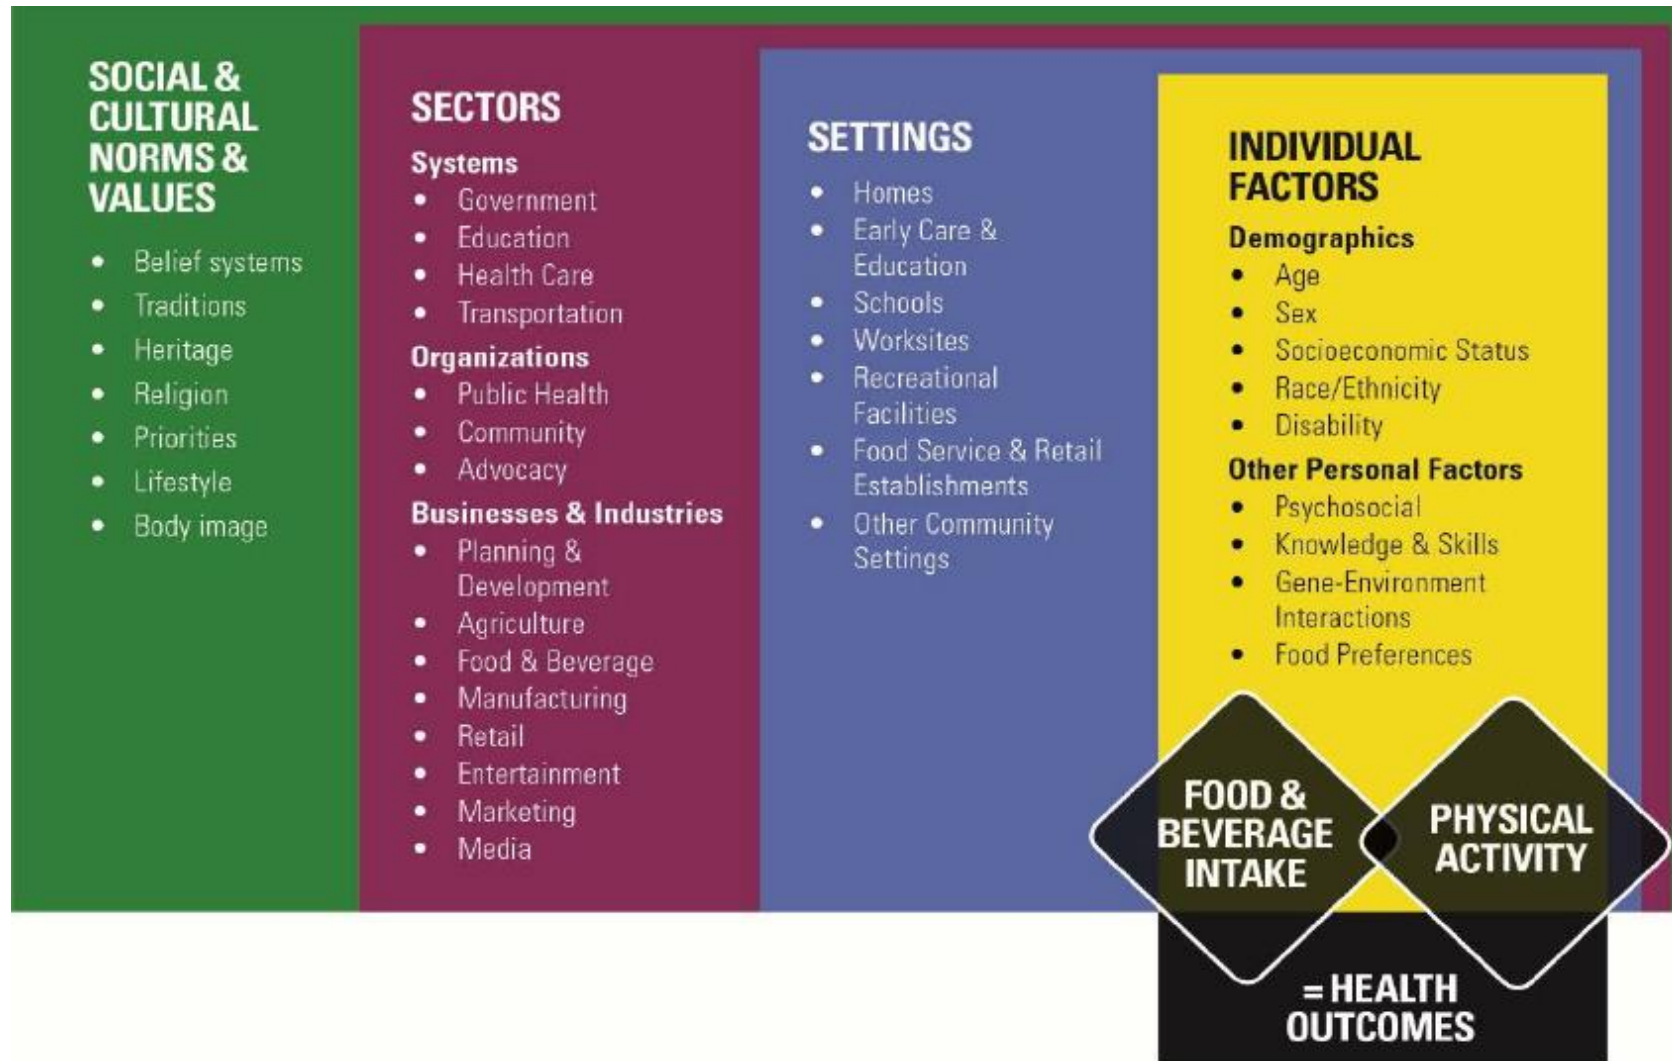 SOCIAL &
CULTURAL
NORMS &
VALUES
• Belief systems
• Traditions
• Heritage
• Religion
• Priorities
• Lifestyle
• Body image
SECTORS
Systems
• Government
• Education
• Health Care
• Transportation
Organizations
• Public Health
• Community
• Advocacy
Businesses & Industries
• Planning &
Development
• Agriculture
• Food & Beverage
• Manufacturing
• Retail
• Entertainment
• Marketing
• Media
SETTINGS
• Homes
• Early Care &
Education
• Schools
• Worksites
• Recreational
Facilities
• Food Service & Retail
Establishments
• Other Community
Settings
INDIVIDUAL
FACTORS
Demographics
• Age
• Sex
• Socioeconomic Status
• Race/Ethnicity
• Disability
Other Personal Factors
• Psychosocial
• Knowledge & Skills
• Gene-Environment
Interactions
• Food Preferences
FOOD &
BEVERAGE
INTAKE
PHYSICAL
ACTIVITY
= HEALTH
OUTCOMES